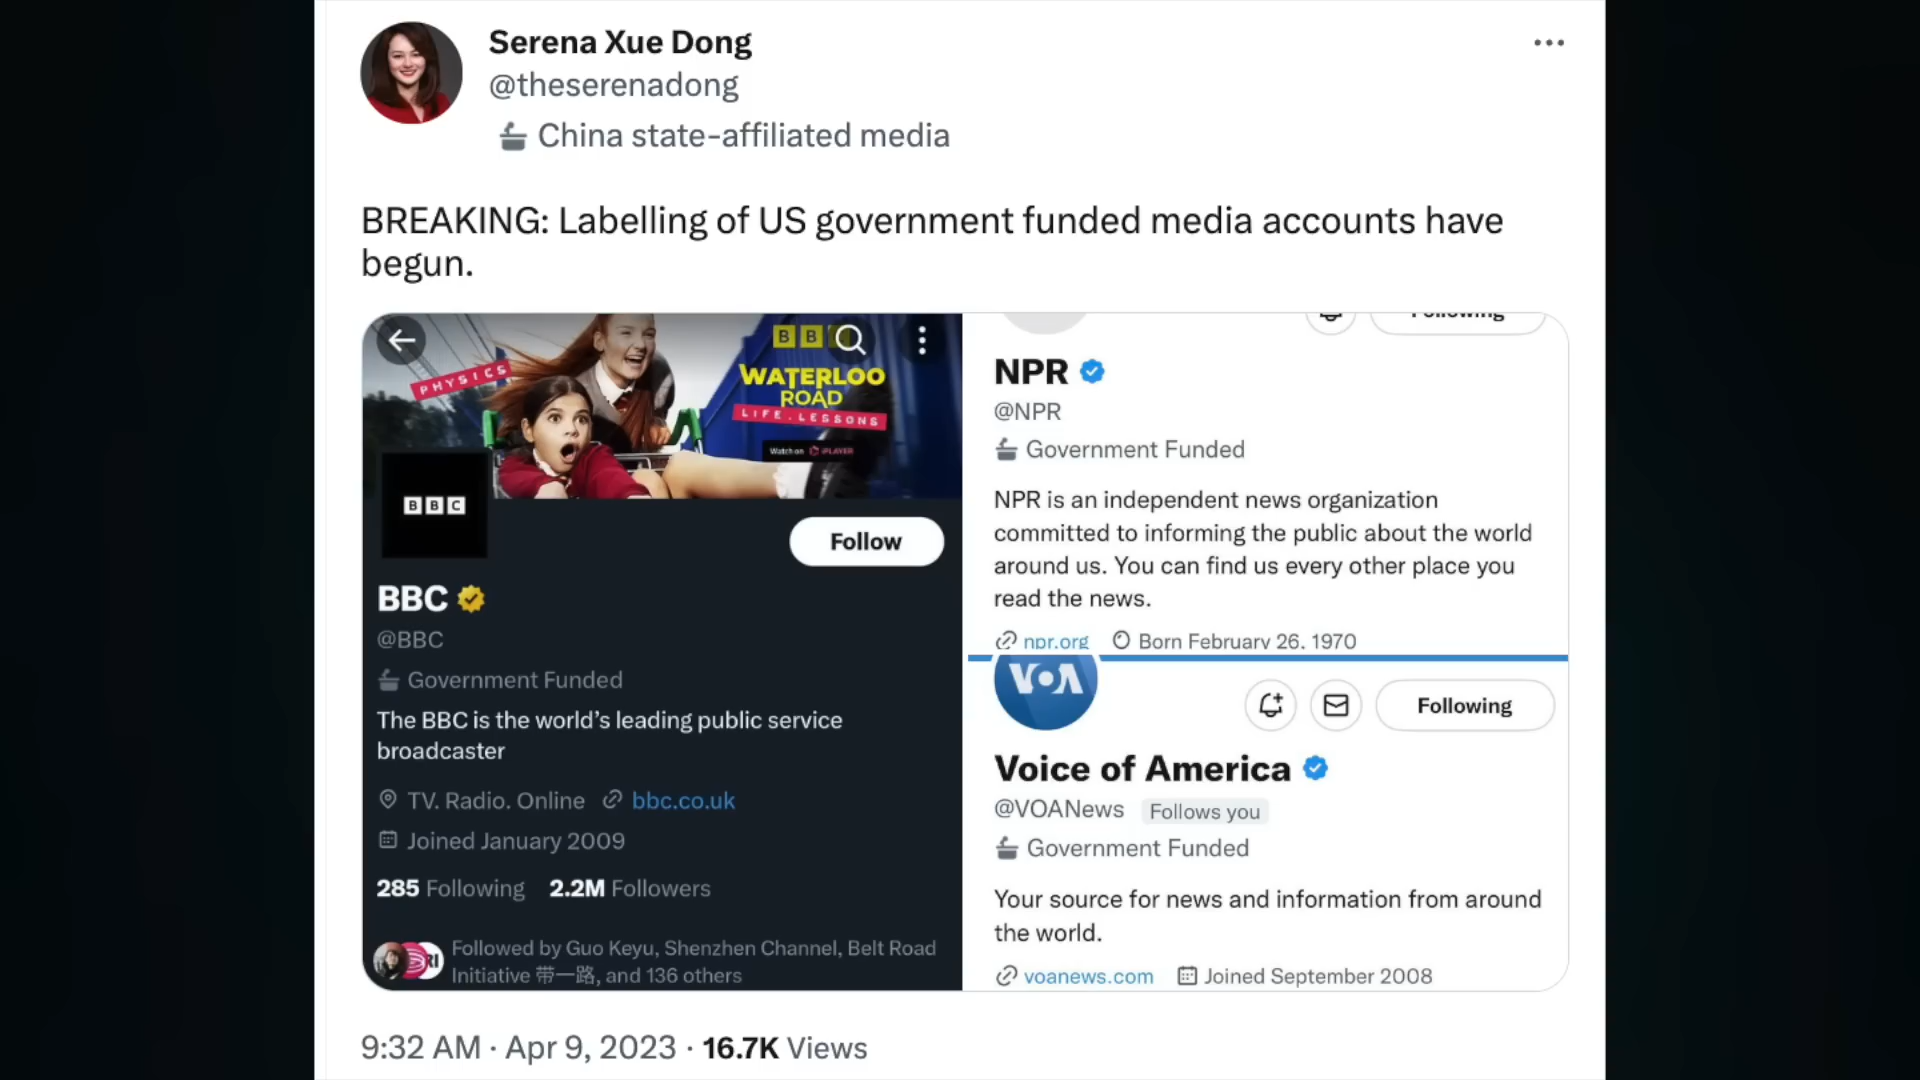 Serena Xue Dong
@theserenadong
China state-affiliated media
BREAKING: Labelling of US government funded media accounts have
begun.
PHYSICS
BB
WATERLOO
ROAD
LIFE.LESSONS
Watch on iPLAYER
BBC
Follow
BBC
@BBC
Government Funded
The BBC is the world’s leading public service
broadcaster
TV. Radio. Online bbc.co.uk
Joined January 2009
285 Following 2.2M Followers
Followed by Guo Keyu, Shenzhen Channel, Belt Road
Initiative 带一路, and 136 others
Following
NPR
@NPR
Government Funded
NPR is an independent news organization
committed to informing the public about the world
around us. You can find us every other place you
read the news.
npr.org Born February 26, 1970
VOA
Following
Voice of America
@VOANews Follows you
Government Funded
Your source for news and information from around
the world.
voanews.com Joined September 2008
9:32 AM · Apr 9, 2023 · 16.7K Views